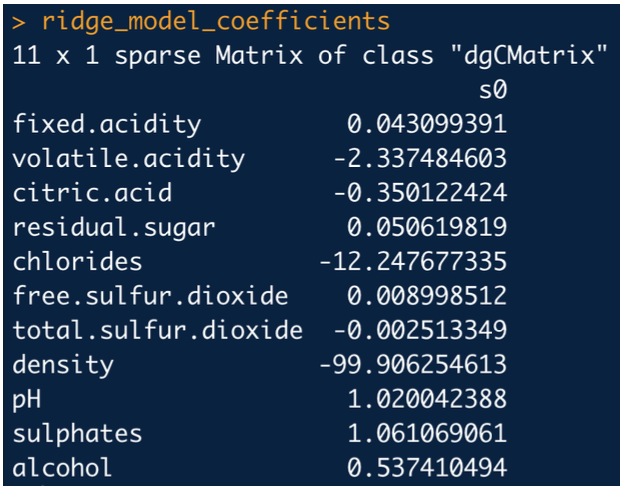 > ridge_model_coefficients
11 x 1 sparse Matrix of class "dgCMatrix"
s0
fixed.acidity 0.043099391
volatile.acidity -2.337484603
citric.acid -0.350122424
residual.sugar 0.050619819
chlorides -12.247677335
free.sulfur.dioxide 0.008998512
total.sulfur.dioxide -0.002513349
density -99.906254613
pH 1.020042388
sulphates 1.061069061
alcohol 0.537410494